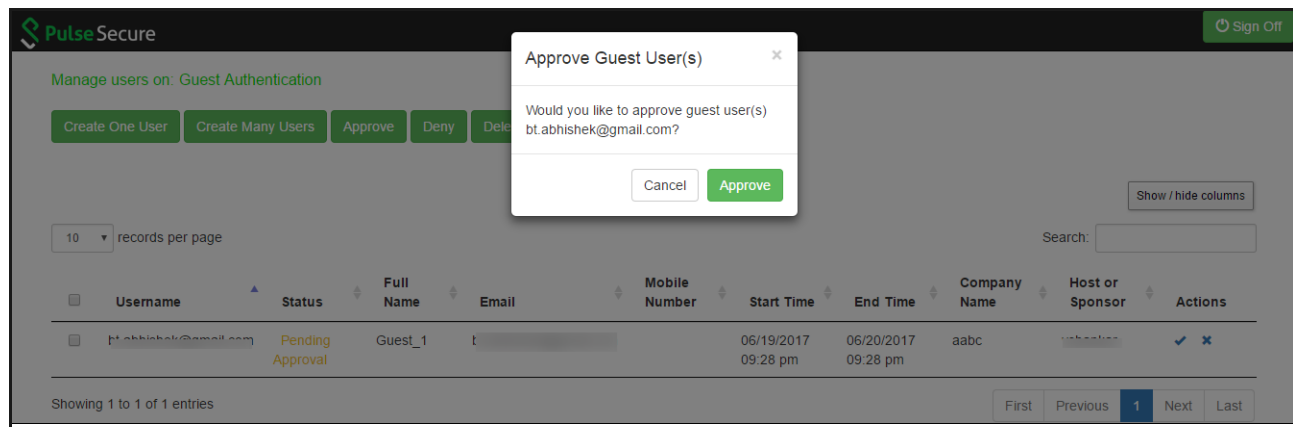 Pulse Secure
Sign Off
Manage users on: Guest Authentication
Create One User Create Many Users Approve Deny
Approve Guest User(s) ×
Would you like to approve guest user(s)
bt.abhishek@gmail.com?
Cancel Approve
Show / hide columns
10 records per page
Search:
Username Status Full Name Email Mobile Number Start Time End Time Company Name Host or Sponsor Actions
bt.abhishek@gmail.com Pending Approval Guest_1 06/19/2017 09:28 pm 06/20/2017 09:28 pm aabc
Showing 1 to 1 of 1 entries
First Previous 1 Next Last